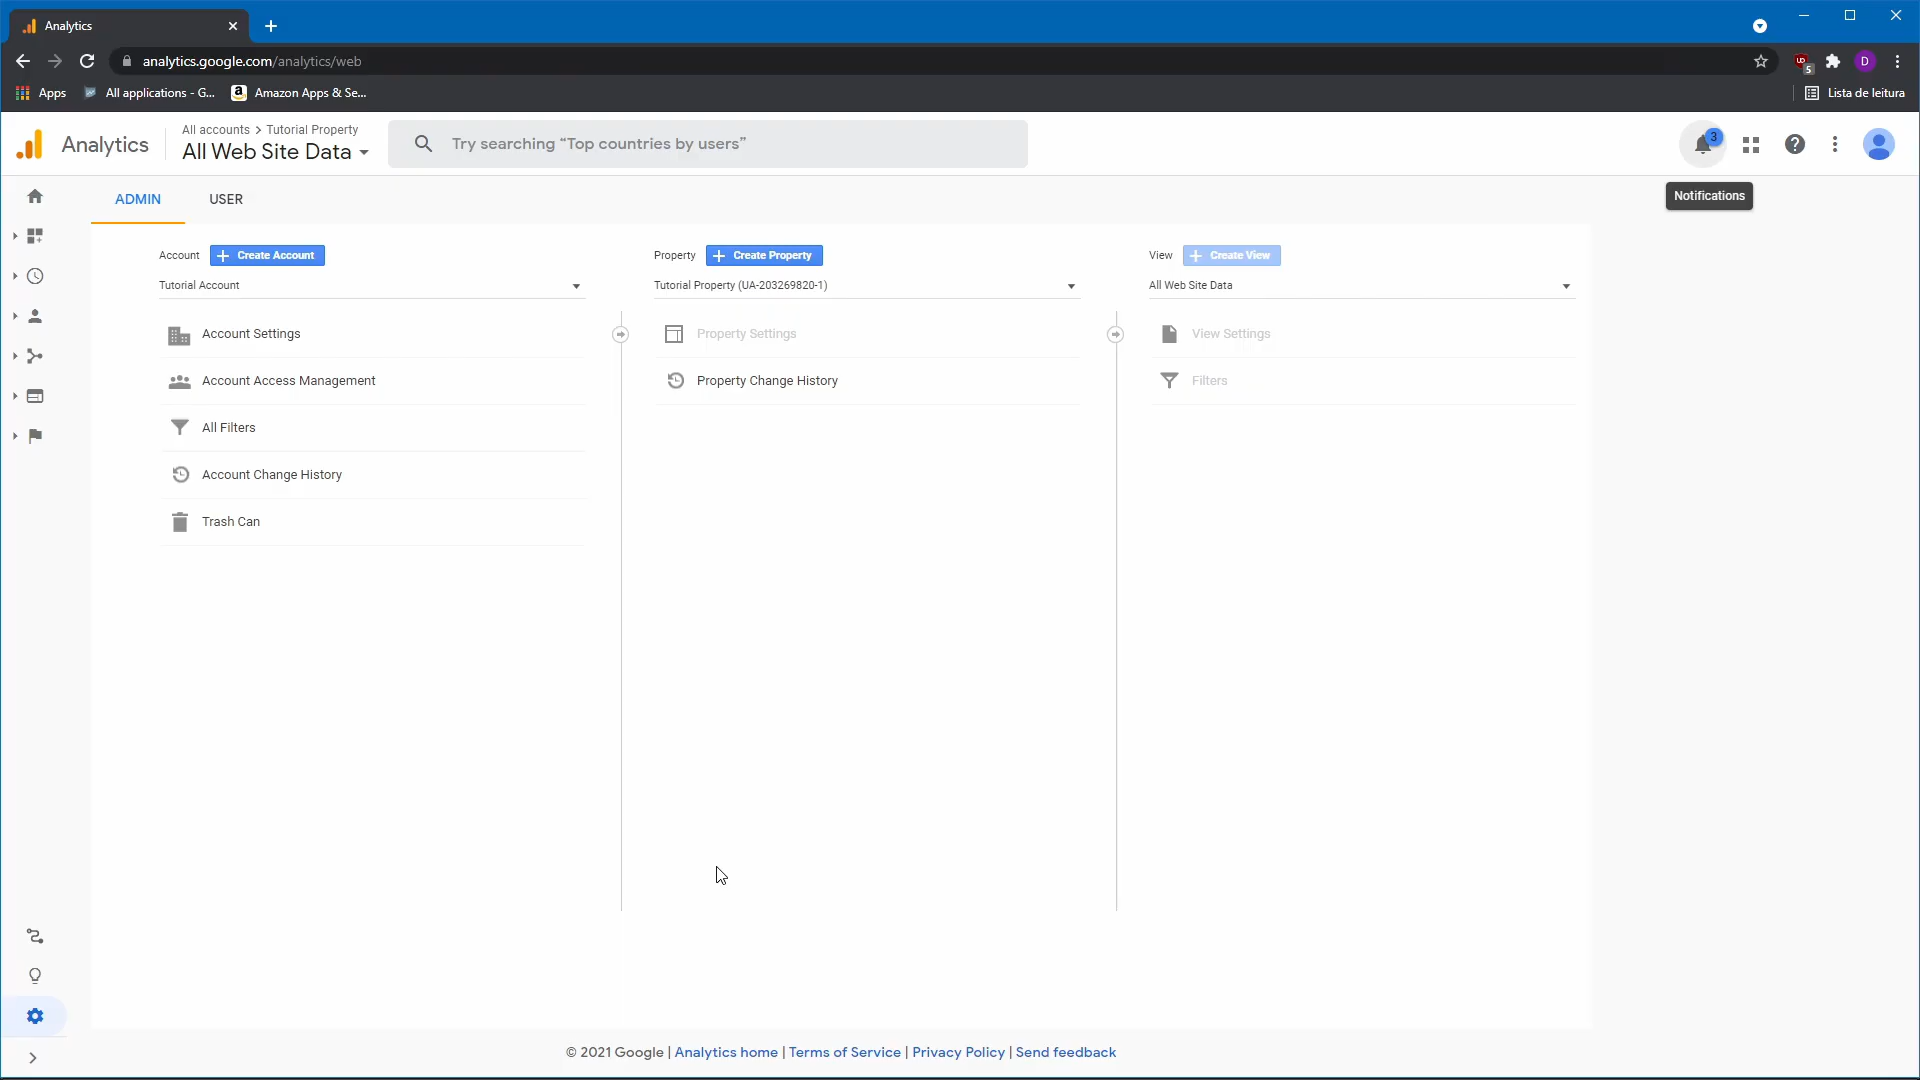 Analytics
analytics.google.com/analytics/web
UO
5
D
Apps
All applications - G...
Amazon Apps & Se...
Lista de leitura
Analytics
All accounts > Tutorial Property
All Web Site Data
Try searching “Top countries by users”
3
Notifications
ADMIN
USER
Account
+ Create Account
Property
+ Create Property
View
+ Create View
Tutorial Account
Tutorial Property (UA-203269820-1)
All Web Site Data
Account Settings
Property Settings
View Settings
Account Access Management
Property Change History
Filters
All Filters
Account Change History
Trash Can
© 2021 Google | Analytics home | Terms of Service | Privacy Policy | Send feedback